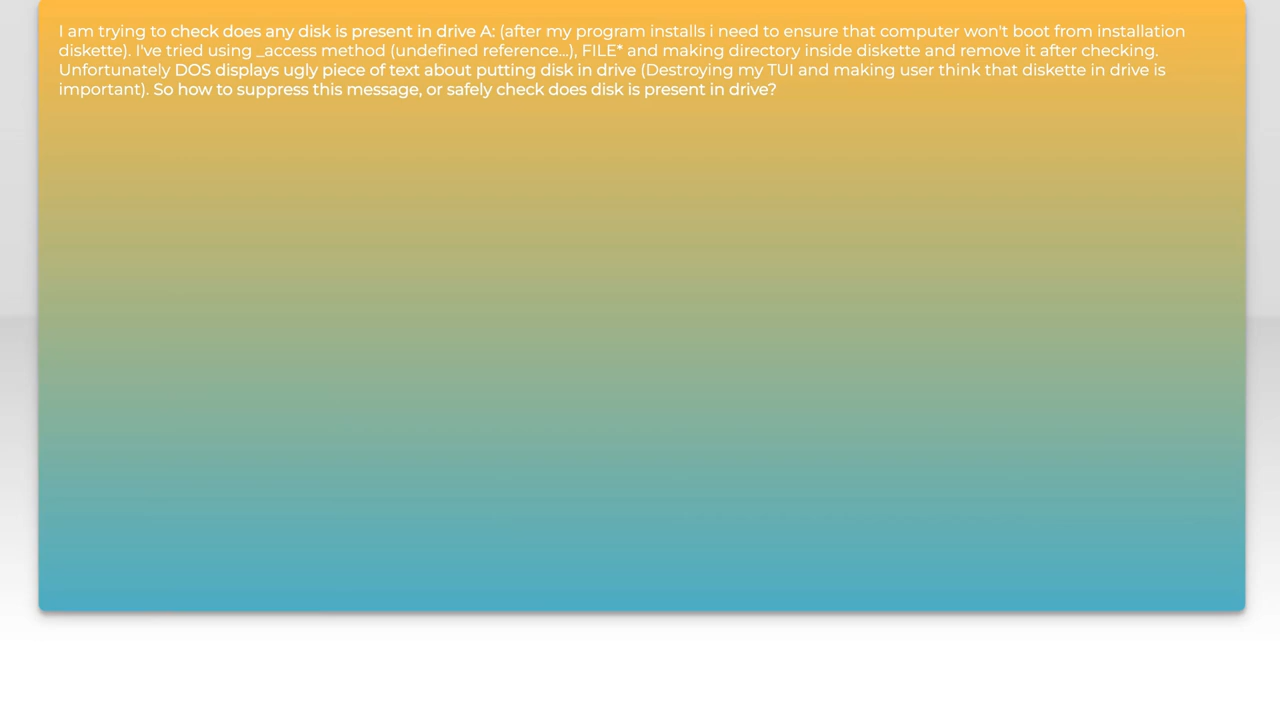 I am trying to check does any disk is present in drive A: (after my program installs i need to ensure that computer won't boot from installation
diskette). I've tried using _access method (undefined reference...), FILE* and making directory inside diskette and remove it after checking.
Unfortunately DOS displays ugly piece of text about putting disk in drive (Destroying my TUI and making user think that diskette in drive is
important). So how to suppress this message, or safely check does disk is present in drive?